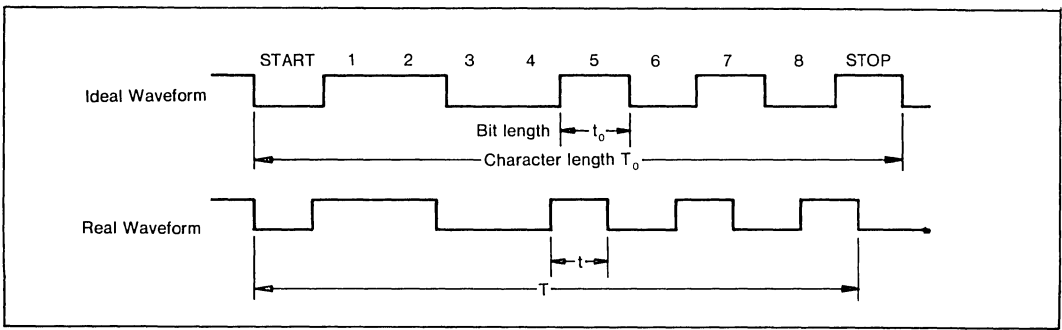 START 1 2 3 4 5 6 7 8 STOP
Ideal Waveform
Bit length t₀
Character length T₀
Real Waveform
t
T